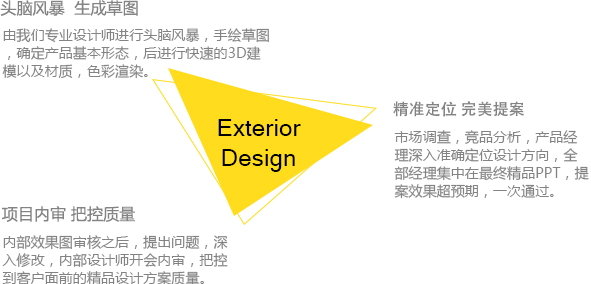 头脑风暴 生成草图
由我们专业设计师进行头脑风暴，手绘草图
，确定产品基本形态，后进行快速的3D建
模以及材质，色彩渲染。
Exterior
Design
精准定位 完美提案
市场调查，竞品分析，产品经
理深入准确定位设计方向，全
部经理集中在最终精品PPT，提
案效果超预期，一次通过。
项目内审 把控质量
内部效果图审核之后，提出问题，深
入修改，内部设计师开会内审，把控
到客户面前的精品设计方案质量。